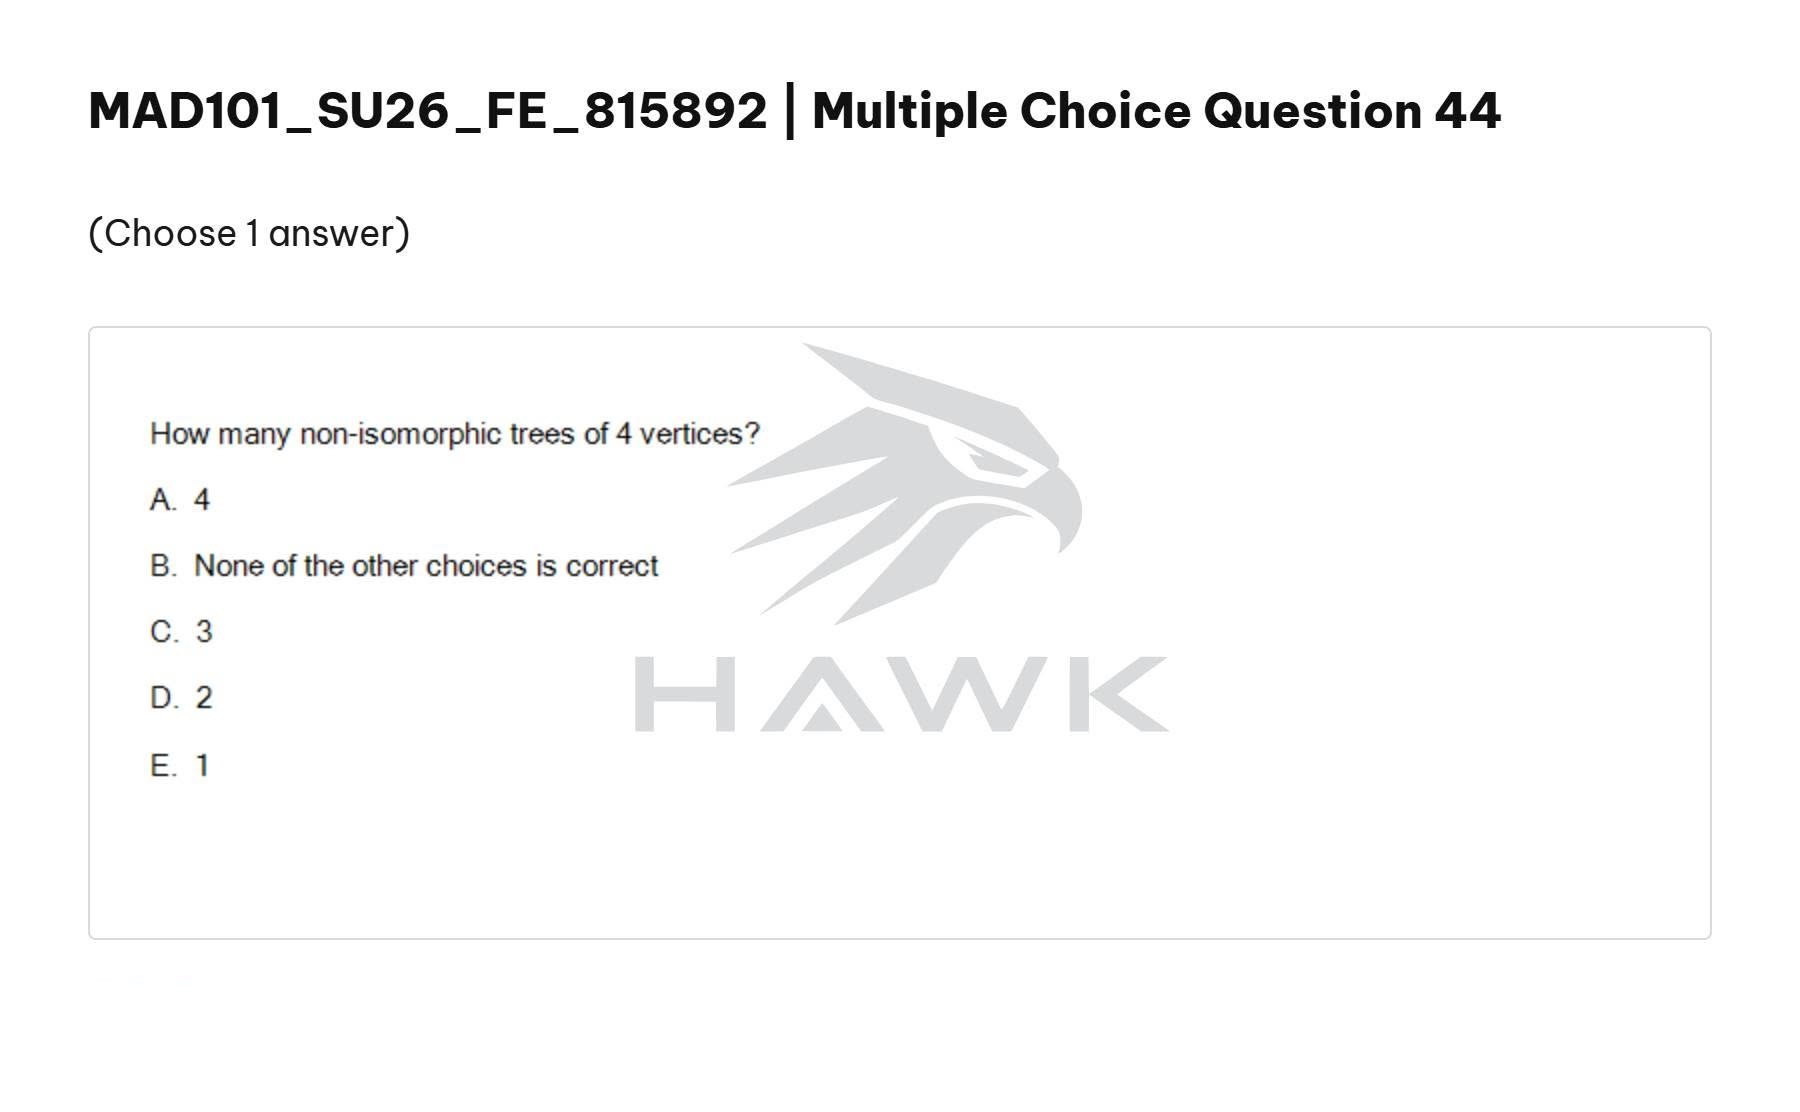 MAD101_SU26_FE_815892 | Multiple Choice Question 44
(Choose 1 answer)
How many non-isomorphic trees of 4 vertices?
A. 4
B. None of the other choices is correct
C. 3
D. 2
E. 1
HAWK